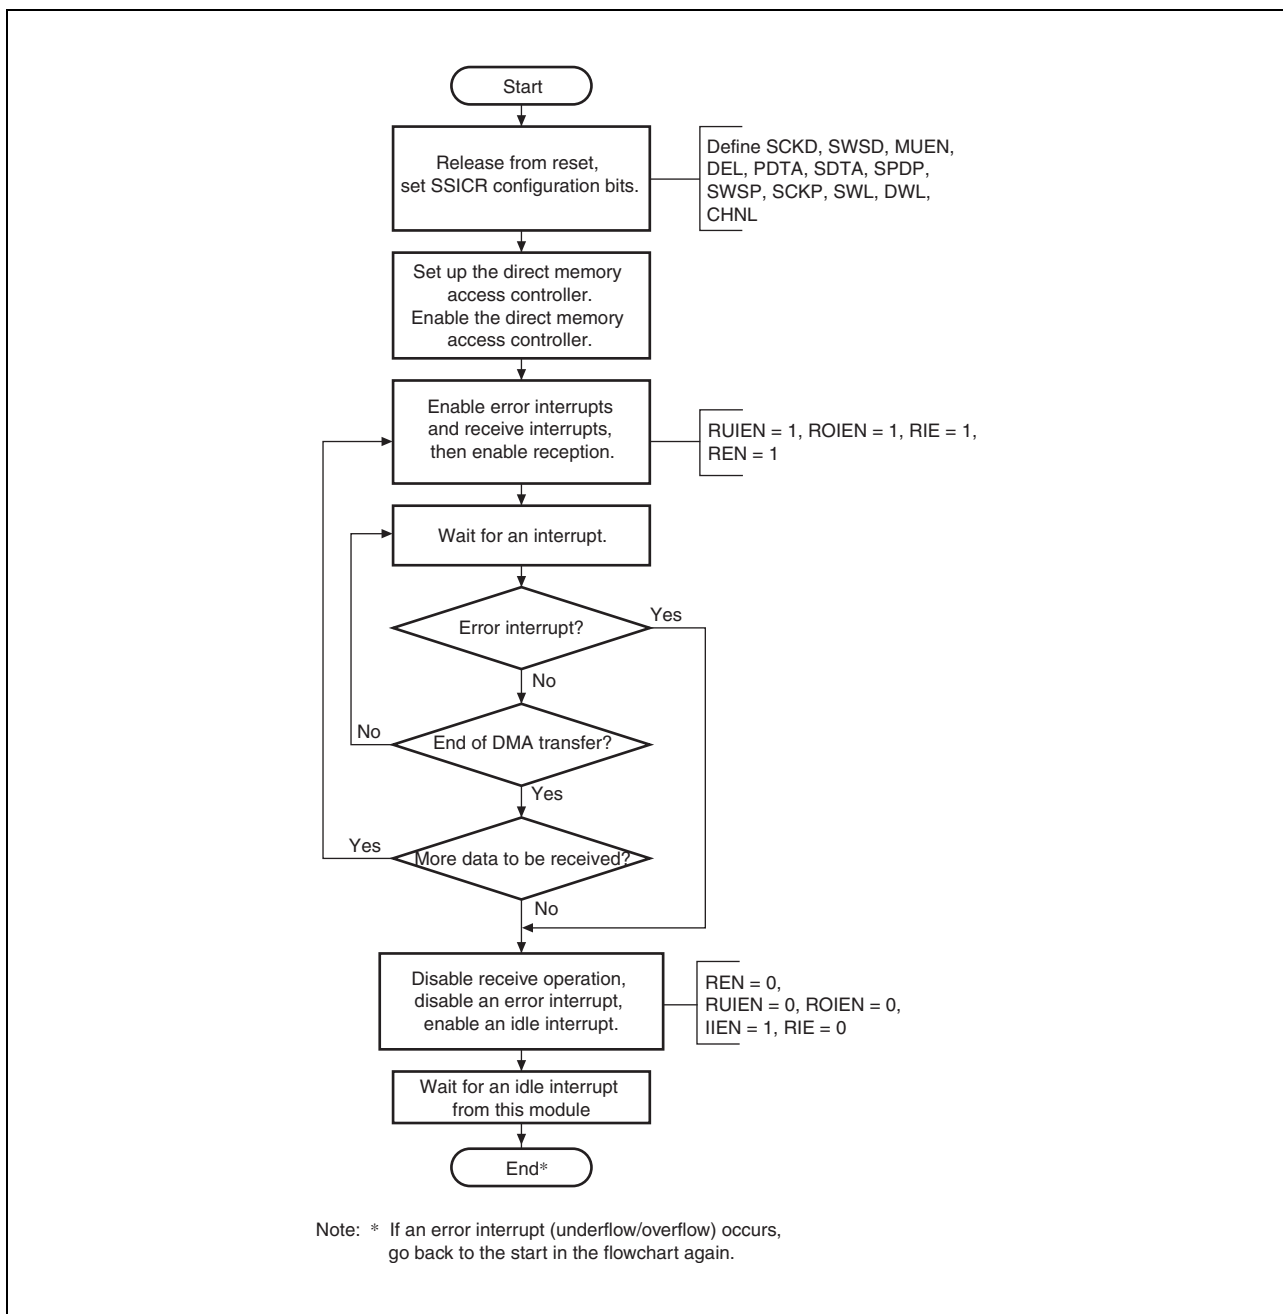 Start
Release from reset,
set SSICR configuration bits.
Define SCKD, SWSD, MUEN,
DEL, PDTA, SDTA, SPDP,
SWSP, SCKP, SWL, DWL,
CHNL
Set up the direct memory
access controller.
Enable the direct memory
access controller.
Enable error interrupts
and receive interrupts,
then enable reception.
RUIEN = 1, ROIEN = 1, RIE = 1,
REN = 1
Wait for an interrupt.
Error interrupt?
Yes
No
End of DMA transfer?
No
Yes
More data to be received?
Yes
No
Disable receive operation,
disable an error interrupt,
enable an idle interrupt.
REN = 0,
RUIEN = 0, ROIEN = 0,
IIEN = 1, RIE = 0
Wait for an idle interrupt
from this module
End*
Note: * If an error interrupt (underflow/overflow) occurs,
go back to the start in the flowchart again.